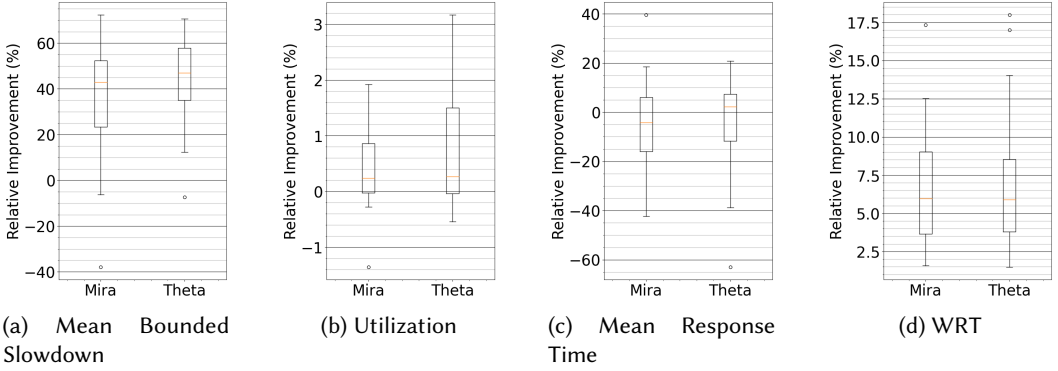 Relative Improvement (%)
60
40
20
0
−20
−40
Mira
Theta
(a) Mean Bounded
Slowdown
Relative Improvement (%)
3
2
1
0
−1
Mira
Theta
(b) Utilization
Relative Improvement (%)
40
20
0
−20
−40
−60
Mira
Theta
(c) Mean Response
Time
Relative Improvement (%)
17.5
15.0
12.5
10.0
7.5
5.0
2.5
Mira
Theta
(d) WRT